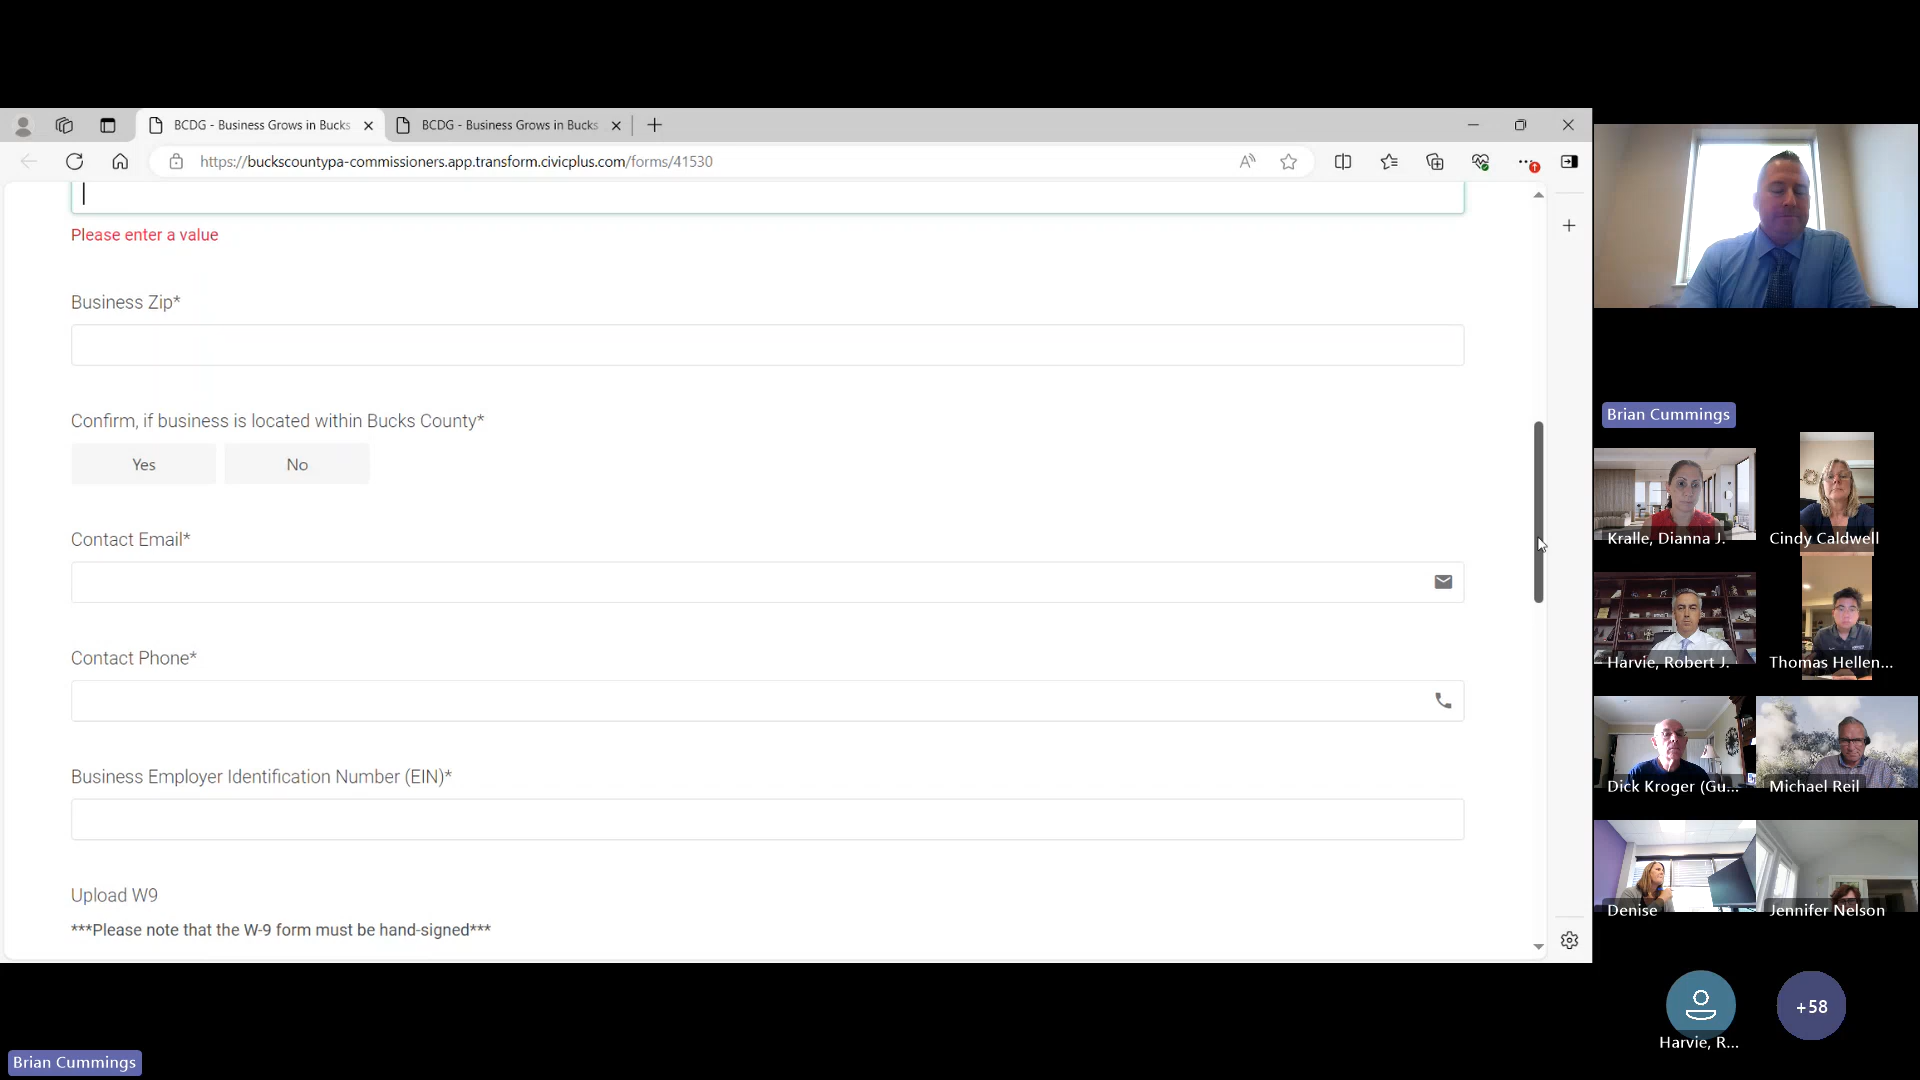 BCDG - Business Grows in Bucks
BCDG - Business Grows in Bucks
https://buckscountypa-commissioners.app.transform.civicplus.com/forms/41530
Please enter a value
Business Zip*
Confirm, if business is located within Bucks County*
Yes No
Contact Email*
Contact Phone*
Business Employer Identification Number (EIN)*
Upload W9
***Please note that the W-9 form must be hand-signed***
Brian Cummings
Kralle, Dianna J.
Cindy Caldwell
Harvie, Robert J.
Thomas Hellen...
Dick Kroger (Gu...
Michael Reil
Denise
Jennifer Nelson
Harvie, R...
+58
Brian Cummings